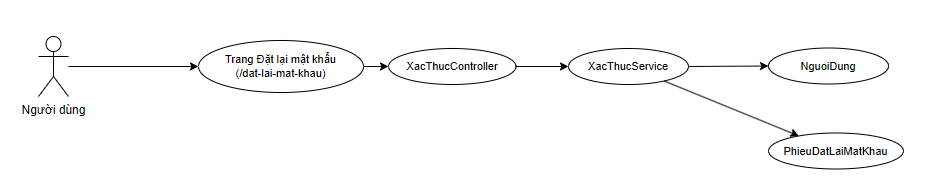 Người dùng
Trang Đặt lại mật khẩu
(/dat-lai-mat-khau)
XacThucController
XacThucService
NguoiDung
PhieuDatLaiMatKhau